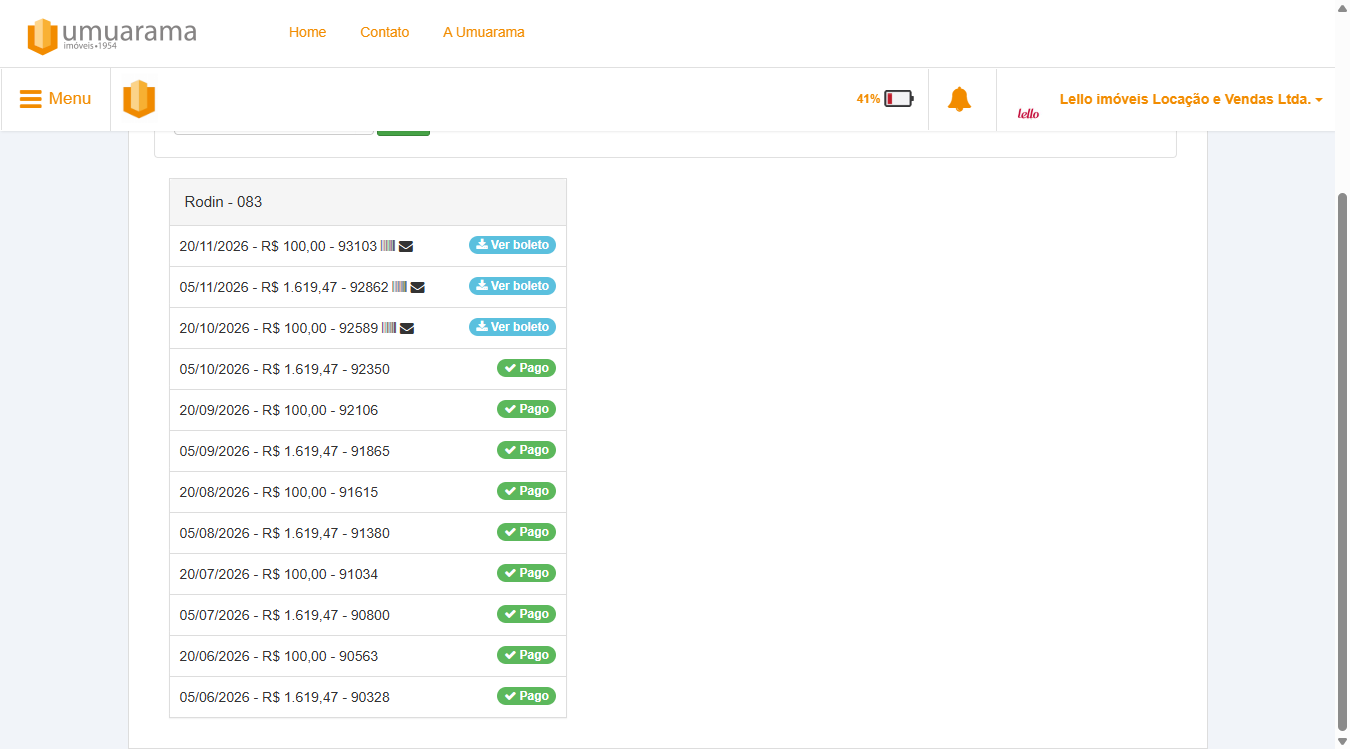 umuarama
imóveis•1954
Home Contato A Umuarama
Menu
41%
lello
Lello imóveis Locação e Vendas Ltda.
Rodin - 083
20/11/2026 - R$ 100,00 - 93103 Ver boleto
05/11/2026 - R$ 1.619,47 - 92862 Ver boleto
20/10/2026 - R$ 100,00 - 92589 Ver boleto
05/10/2026 - R$ 1.619,47 - 92350 Pago
20/09/2026 - R$ 100,00 - 92106 Pago
05/09/2026 - R$ 1.619,47 - 91865 Pago
20/08/2026 - R$ 100,00 - 91615 Pago
05/08/2026 - R$ 1.619,47 - 91380 Pago
20/07/2026 - R$ 100,00 - 91034 Pago
05/07/2026 - R$ 1.619,47 - 90800 Pago
20/06/2026 - R$ 100,00 - 90563 Pago
05/06/2026 - R$ 1.619,47 - 90328 Pago